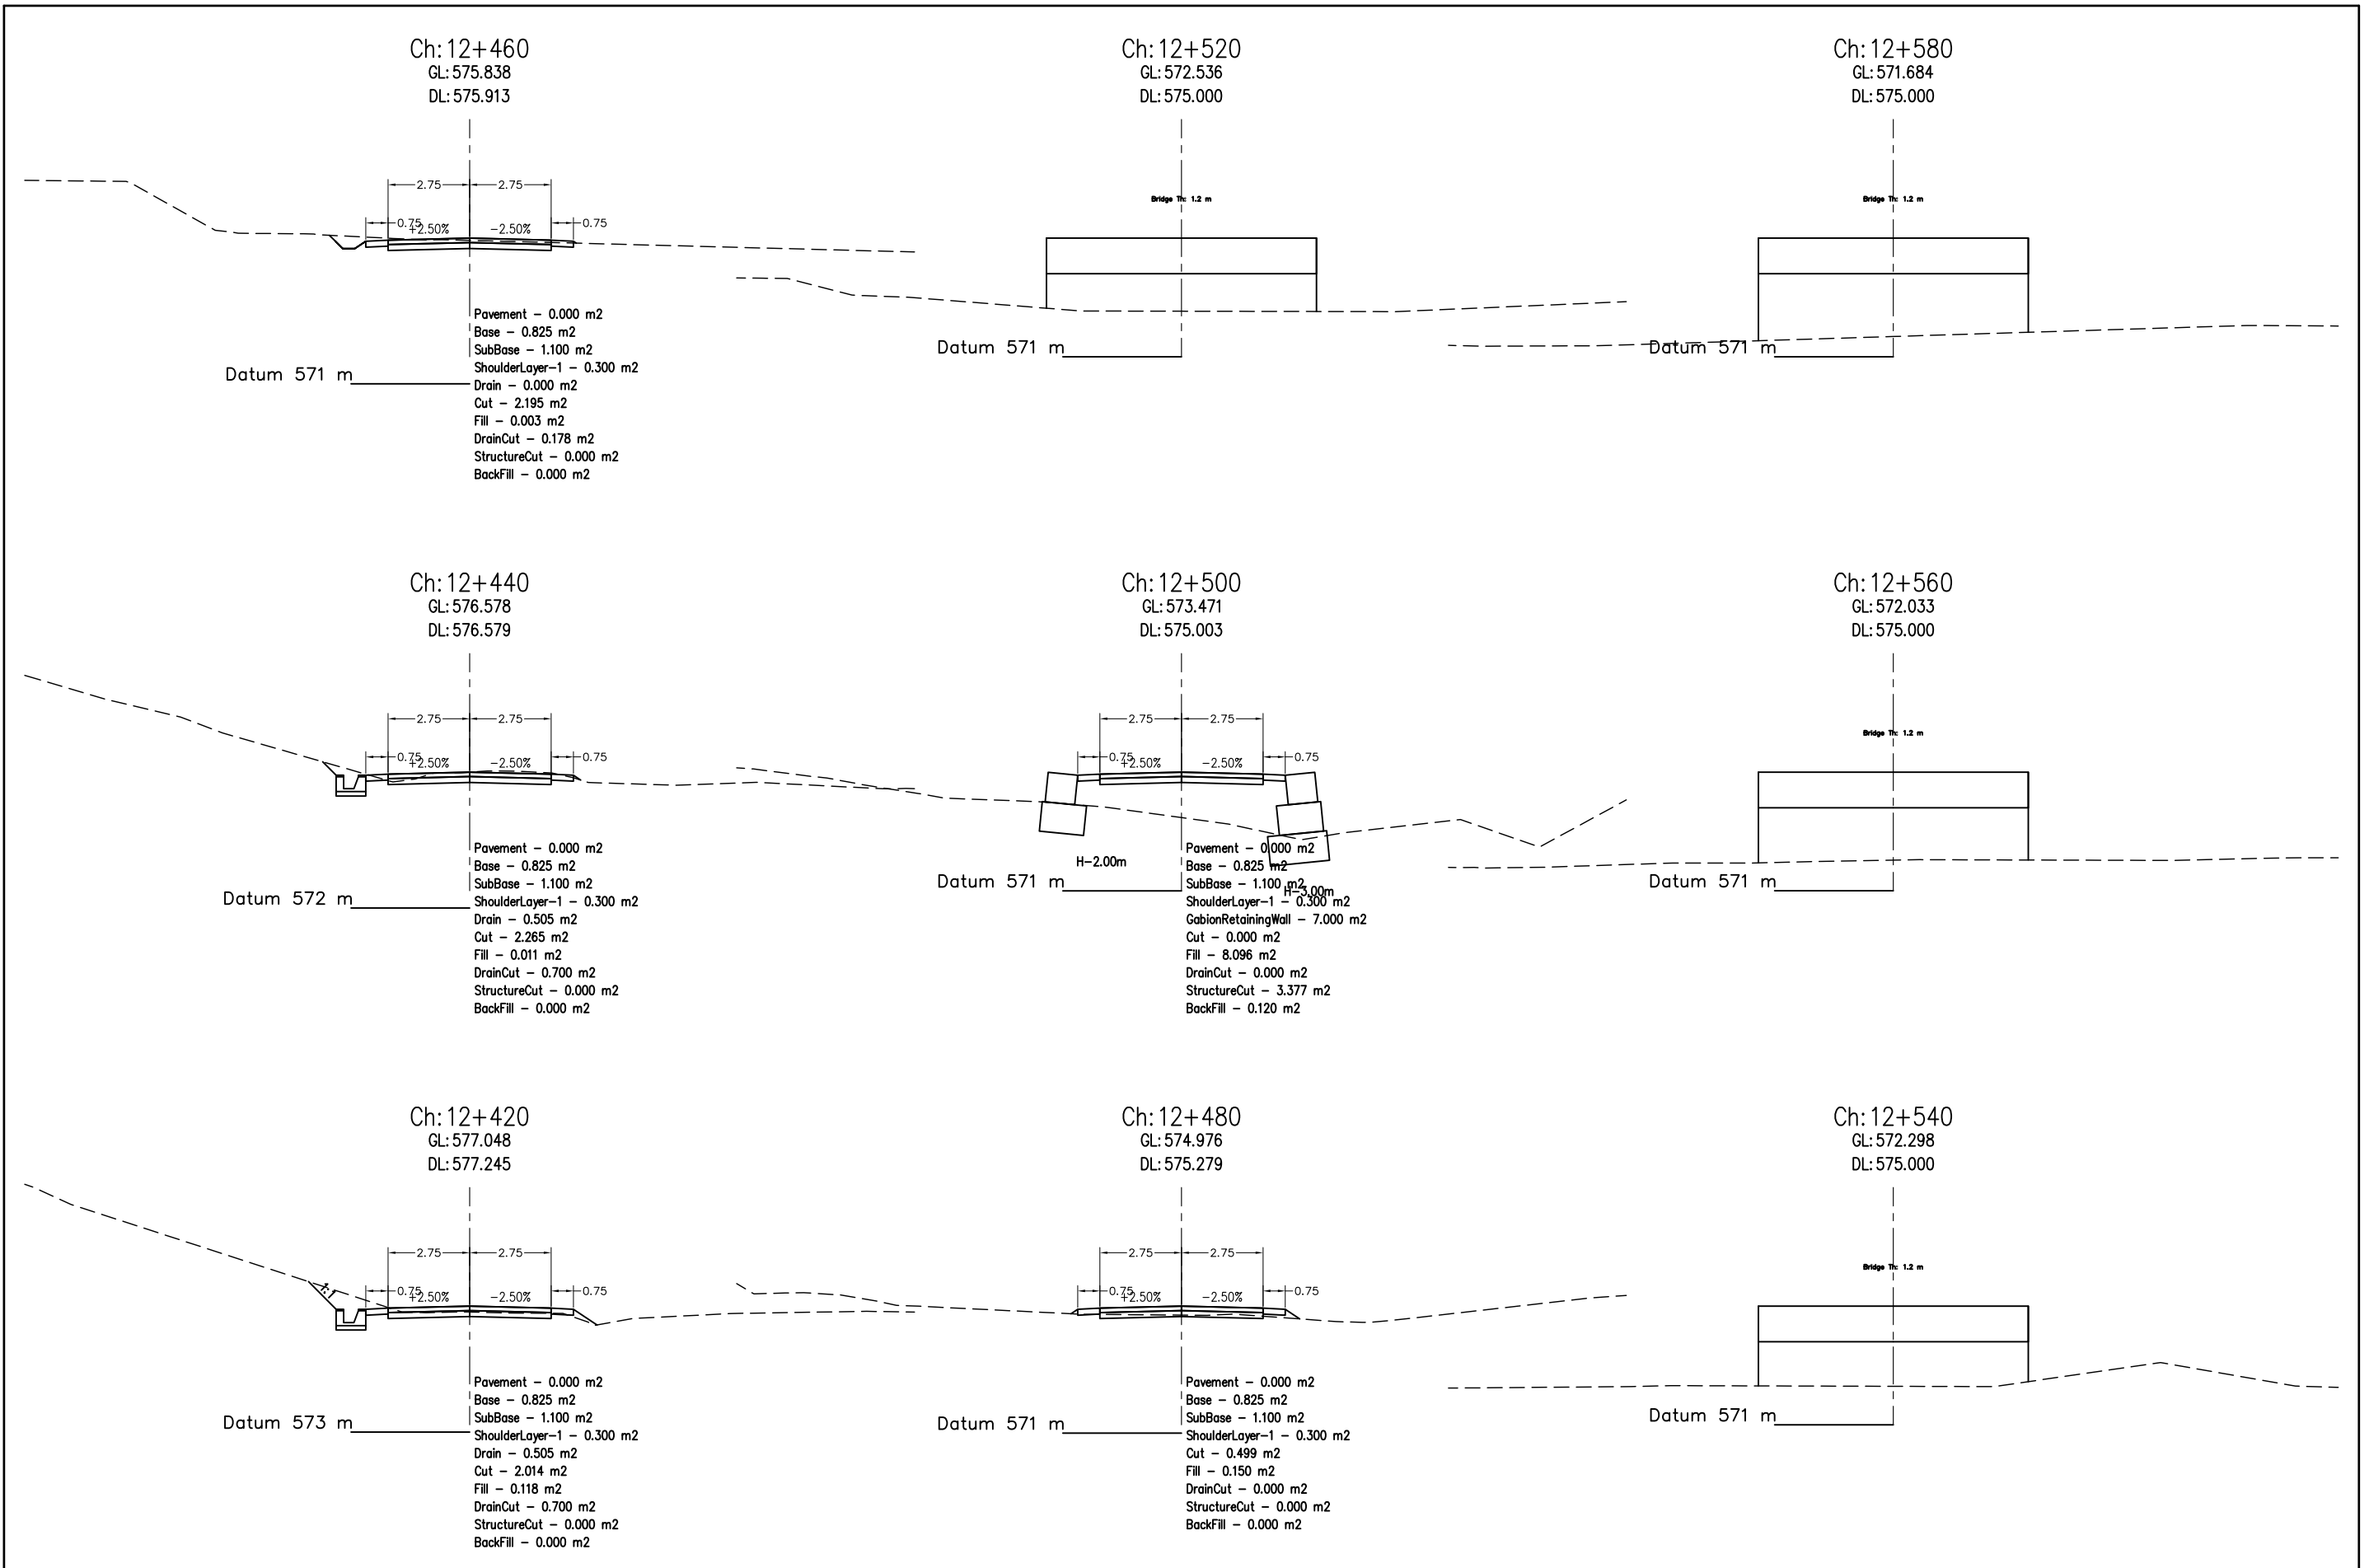 Ch:12+460
GL:575.838
DL:575.913
2.75
2.75
0.75
+2.50%
-2.50%
0.75
Pavement - 0.000 m2
Base - 0.825 m2
SubBase - 1.100 m2
ShoulderLayer-1 - 0.300 m2
Drain - 0.000 m2
Cut - 2.195 m2
Fill - 0.003 m2
DrainCut - 0.178 m2
StructureCut - 0.000 m2
BackFill - 0.000 m2
Datum 571 m
Ch:12+520
GL:572.536
DL:575.000
Bridge Th: 1.2 m
Datum 571 m
Ch:12+580
GL:571.684
DL:575.000
Bridge Th: 1.2 m
Datum 571 m
Ch:12+440
GL:576.578
DL:576.579
2.75
2.75
0.75
+2.50%
-2.50%
0.75
Pavement - 0.000 m2
Base - 0.825 m2
SubBase - 1.100 m2
ShoulderLayer-1 - 0.300 m2
Drain - 0.505 m2
Cut - 2.265 m2
Fill - 0.011 m2
DrainCut - 0.700 m2
StructureCut - 0.000 m2
BackFill - 0.000 m2
Datum 572 m
Ch:12+500
GL:573.471
DL:575.003
2.75
2.75
0.75
+2.50%
-2.50%
0.75
H-2.00m
H-3.00m
Pavement - 0.000 m2
Base - 0.825 m2
SubBase - 1.100 m2
ShoulderLayer-1 - 0.300 m2
GabionRetainingWall - 7.000 m2
Cut - 0.000 m2
Fill - 8.096 m2
DrainCut - 0.000 m2
StructureCut - 3.377 m2
BackFill - 0.120 m2
Datum 571 m
Ch:12+560
GL:572.033
DL:575.000
Bridge Th: 1.2 m
Datum 571 m
Ch:12+420
GL:577.048
DL:577.245
2.75
2.75
1:1
0.75
+2.50%
-2.50%
0.75
Pavement - 0.000 m2
Base - 0.825 m2
SubBase - 1.100 m2
ShoulderLayer-1 - 0.300 m2
Drain - 0.505 m2
Cut - 2.014 m2
Fill - 0.118 m2
DrainCut - 0.700 m2
StructureCut - 0.000 m2
BackFill - 0.000 m2
Datum 573 m
Ch:12+480
GL:574.976
DL:575.279
2.75
2.75
0.75
+2.50%
-2.50%
0.75
Pavement - 0.000 m2
Base - 0.825 m2
SubBase - 1.100 m2
ShoulderLayer-1 - 0.300 m2
Cut - 0.499 m2
Fill - 0.150 m2
DrainCut - 0.000 m2
StructureCut - 0.000 m2
BackFill - 0.000 m2
Datum 571 m
Ch:12+540
GL:572.298
DL:575.000
Bridge Th: 1.2 m
Datum 571 m